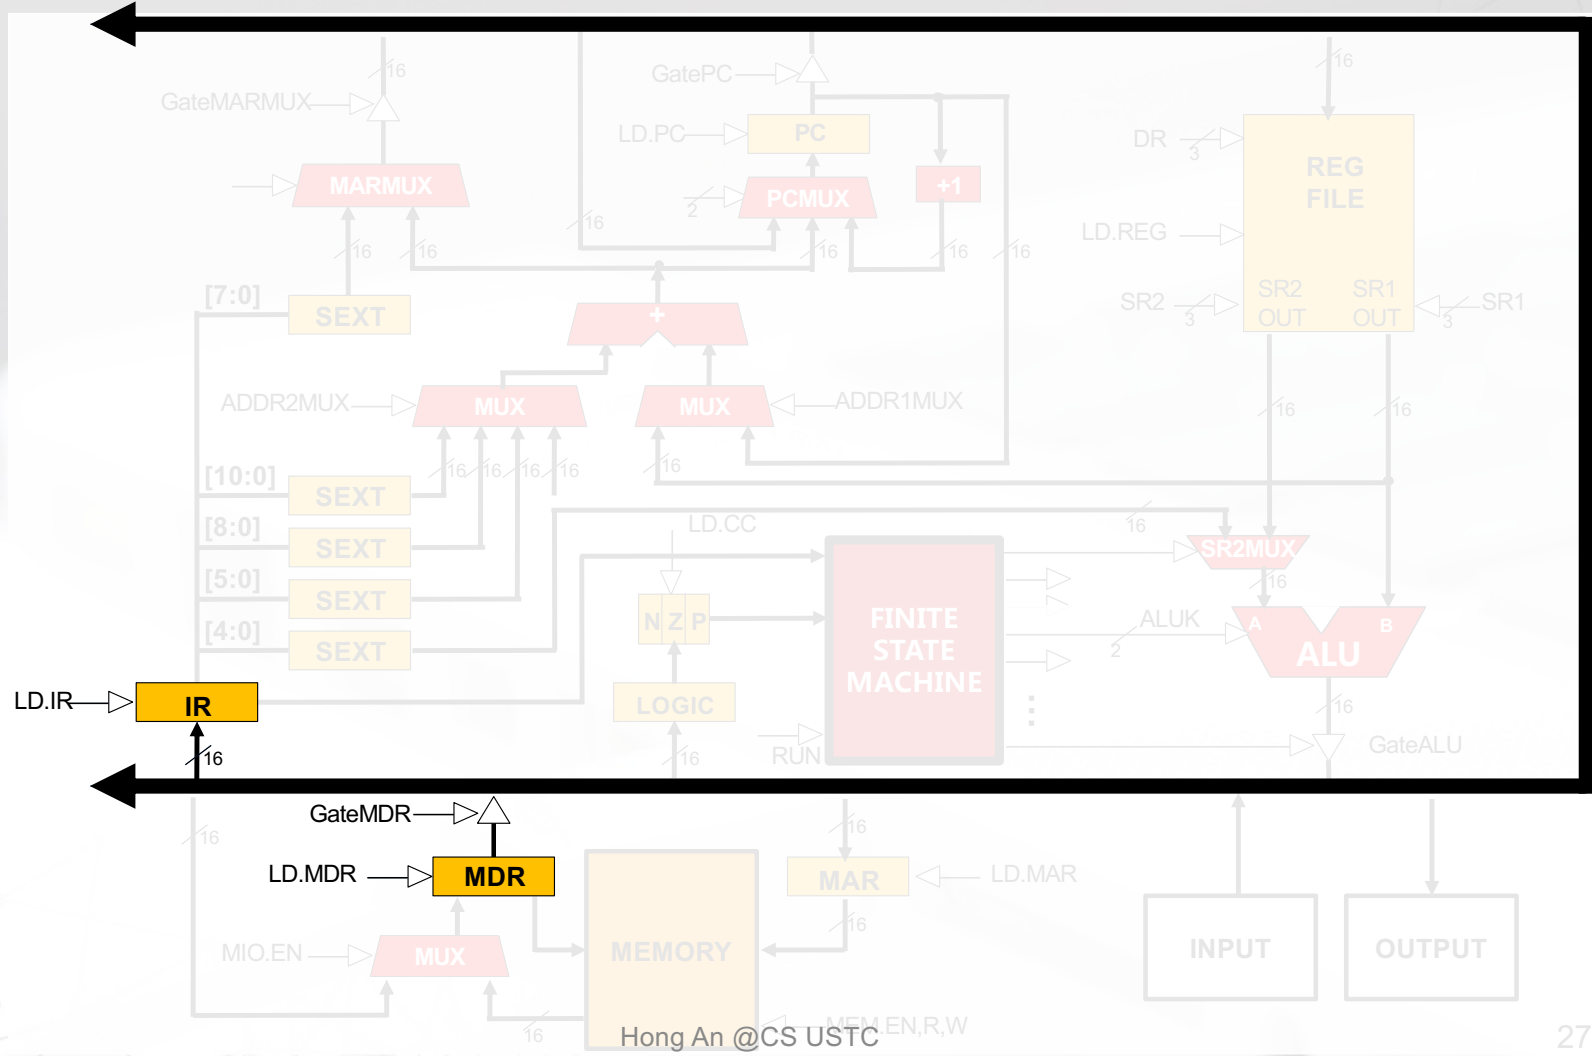 16
GatePC
16
GateMARMUX
LD.PC
PC
DR
3
REG
FILE
MARMUX
PCMUX
2
+1
16
LD.REG
16
16
16
16
16
[7:0]
SEXT
+
SR2
3
SR2
OUT
SR1
OUT
3
SR1
ADDR2MUX
MUX
MUX
ADDR1MUX
16
16
[10:0]
SEXT
16
16
16
16
16
[8:0]
SEXT
LD.CC
16
SR2MUX
[5:0]
SEXT
16
N Z P
FINITE
STATE
MACHINE
ALUK
2
A
B
ALU
[4:0]
SEXT
LD.IR
IR
LOGIC
16
16
16
RUN
GateALU
GateMDR
16
16
LD.MDR
MDR
MAR
LD.MAR
16
MIO.EN
MUX
MEMORY
INPUT
OUTPUT
16
MEM.EN,R,W
Hong An @CS USTC
27